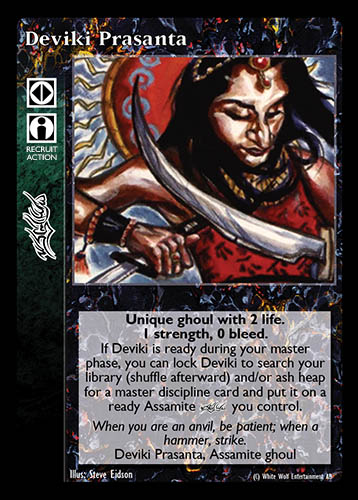 Deviki Prasanta
RECRUIT
ACTION
Unique ghoul with 2 life.
1 strength, 0 bleed.
If Deviki is ready during your master
phase, you can lock Deviki to search your
library (shuffle afterward) and/or ash heap
for a master discipline card and put it on a
ready Assamite you control.
When you are an anvil, be patient; when a
hammer, strike.
Deviki Prasanta, Assamite ghoul
Illus: Steve Eidson